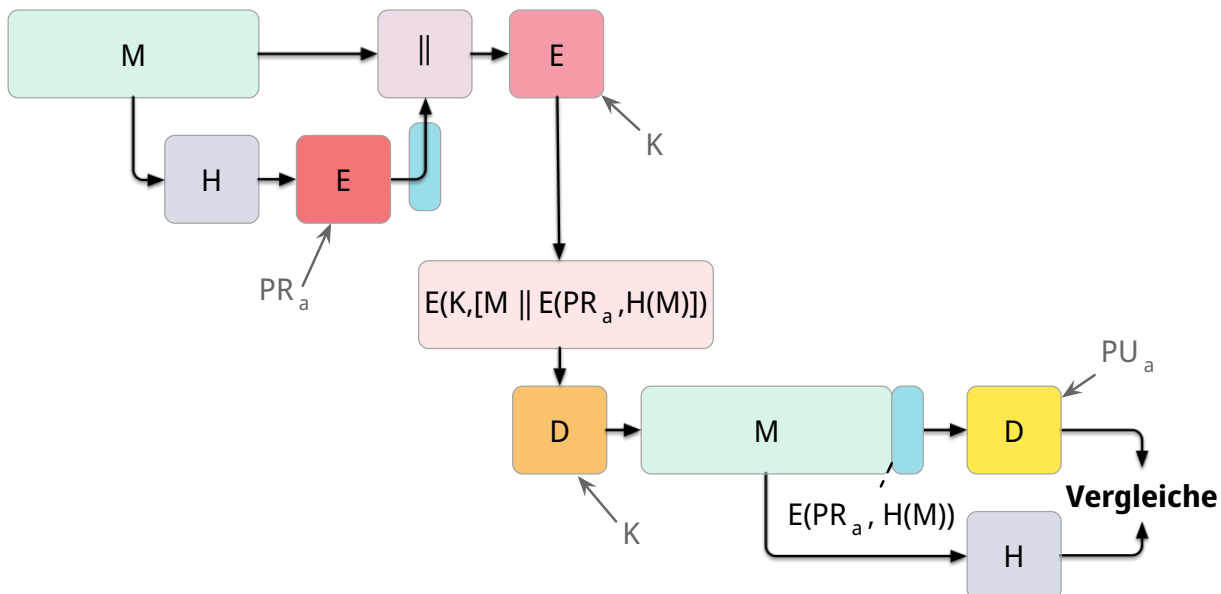 M
||
E
K
H
E
PR a
E(K,[M || E(PR a ,H(M)])
PU a
D
M
D
Vergleiche
E(PR a , H(M))
K
H